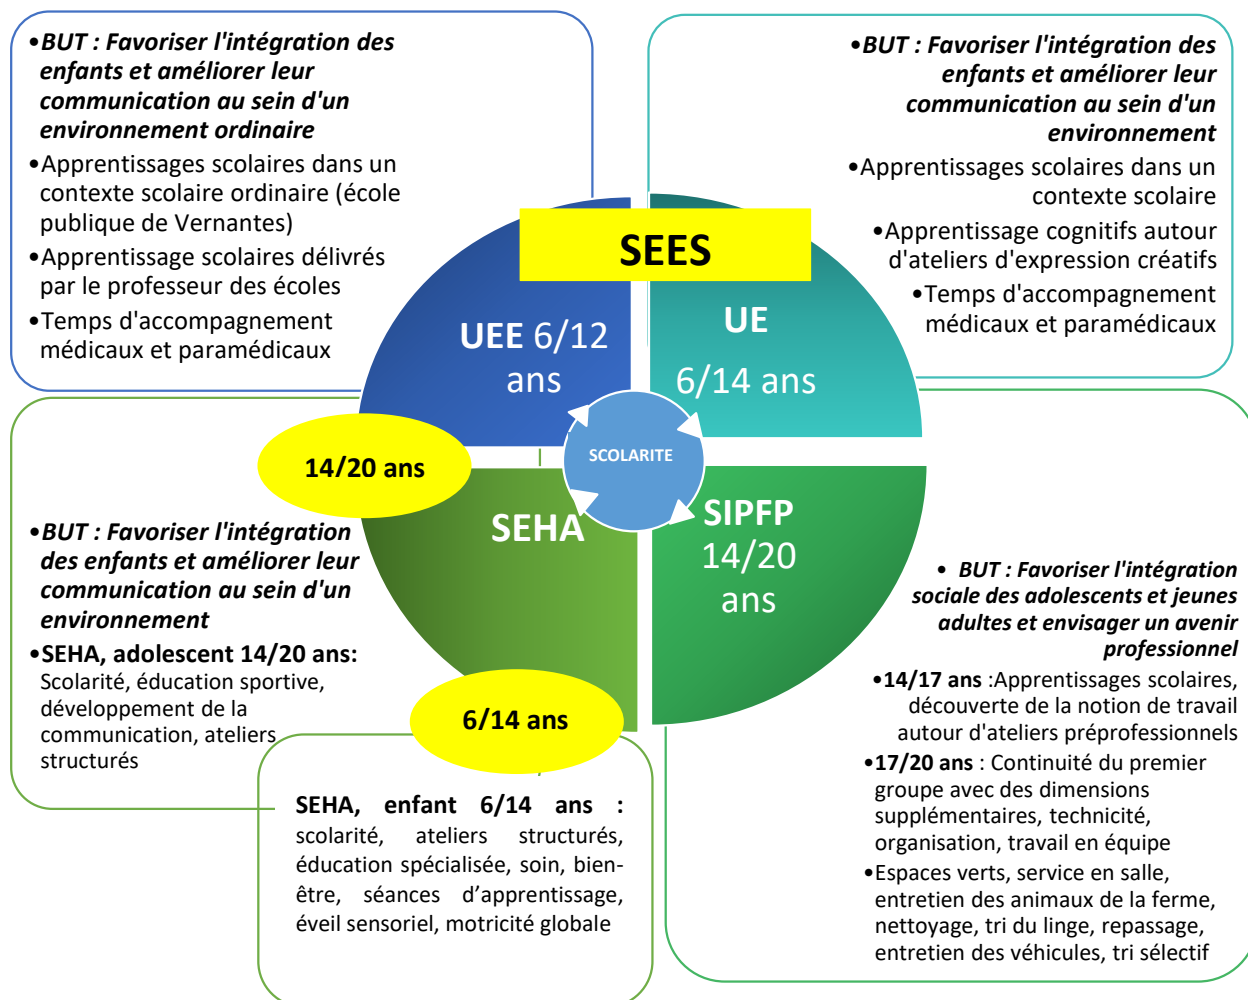 •BUT : Favoriser l'intégration des
enfants et améliorer leur
communication au sein d'un
environnement ordinaire
•Apprentissages scolaires dans un
contexte scolaire ordinaire (école
publique de Vernantes)
•Apprentissage scolaires délivrés
par le professeur des écoles
•Temps d'accompagnement
médicaux et paramédicaux
•BUT : Favoriser l'intégration des
enfants et améliorer leur
communication au sein d'un
environnement
•Apprentissages scolaires dans un
contexte scolaire
•Apprentissage cognitifs autour
d'ateliers d'expression créatifs
•Temps d'accompagnement
médicaux et paramédicaux
SEES
UEE 6/12
ans
UE
6/14 ans
SCOLARITE
14/20 ans
SEHA
SIPFP
14/20
ans
6/14 ans
•BUT : Favoriser l'intégration
des enfants et améliorer leur
communication au sein d'un
environnement
•SEHA, adolescent 14/20 ans:
Scolarité, éducation sportive,
développement de la
communication, ateliers
structurés
SEHA, enfant 6/14 ans :
scolarité, ateliers structurés,
éducation spécialisée, soin, bien-
être, séances d’apprentissage,
éveil sensoriel, motricité globale
• BUT : Favoriser l'intégration
sociale des adolescents et jeunes
adultes et envisager un avenir
professionnel
•14/17 ans :Apprentissages scolaires,
découverte de la notion de travail
autour d'ateliers préprofessionnels
•17/20 ans : Continuité du premier
groupe avec des dimensions
supplémentaires, technicité,
organisation, travail en équipe
•Espaces verts, service en salle,
entretien des animaux de la ferme,
nettoyage, tri du linge, repassage,
entretien des véhicules, tri sélectif